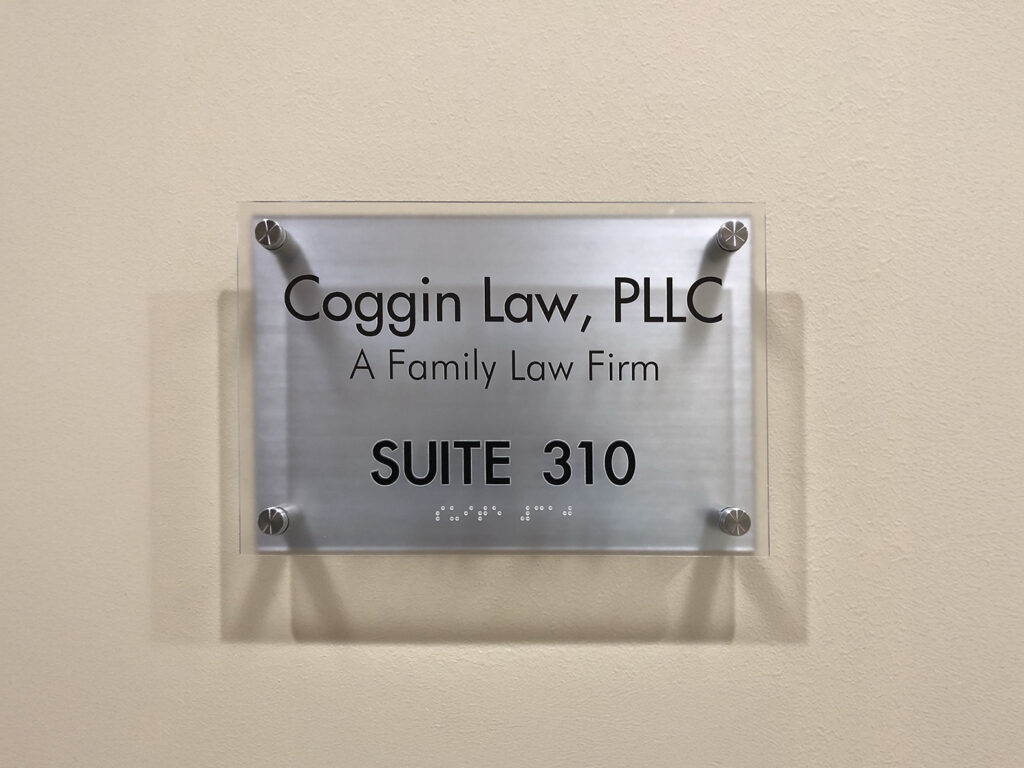 Coggin Law, PLLC
A Family Law Firm
SUITE 310
⠎⠥⠊⠞⠑ ⠼⠉⠁⠚